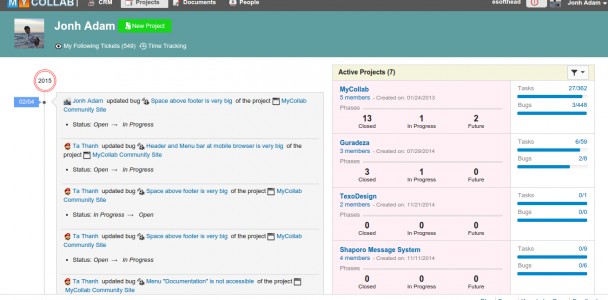 MYCOLLAB CRM Projects Documents People esofthead Jonh Adam
Jonh Adam New Project
My Following Tickets (549) Time Tracking
2015
02/04
Jonh Adam updated bug Space above footer is very big of the project MyCollab
Community Site
• Status: Open → In Progress
Ta Thanh updated bug Header and Menu bar at mobile browser is very big of the
project MyCollab Community Site
• Status: Open → In Progress
Ta Thanh updated bug Space above footer is very big of the project MyCollab
Community Site
• Status: In Progress → Open
Ta Thanh updated bug Space above footer is very big of the project MyCollab
Community Site
• Status: Open → In Progress
Ta Thanh updated bug Menu "Documentation" is not accessible of the project
MyCollab Community Site
Active Projects (7)
MyCollab
5 members - Created on: 01/24/2013
Phases
13 1 2
Closed In Progress Future
Tasks 27/362
Bugs 3/448
Guradeza
3 members - Created on: 07/29/2014
Phases
3 1 0
Closed In Progress Future
Tasks 6/59
Bugs 2/6
TexoDesign
2 members - Created on: 11/21/2014
Phases
0 0 0
Closed In Progress Future
Tasks 0/1
Bugs 0/0
Shaporo Message System
4 members - Created on: 11/11/2014
Phases
0 0 0
Closed In Progress Future
Tasks 0/9
Bugs 0/6